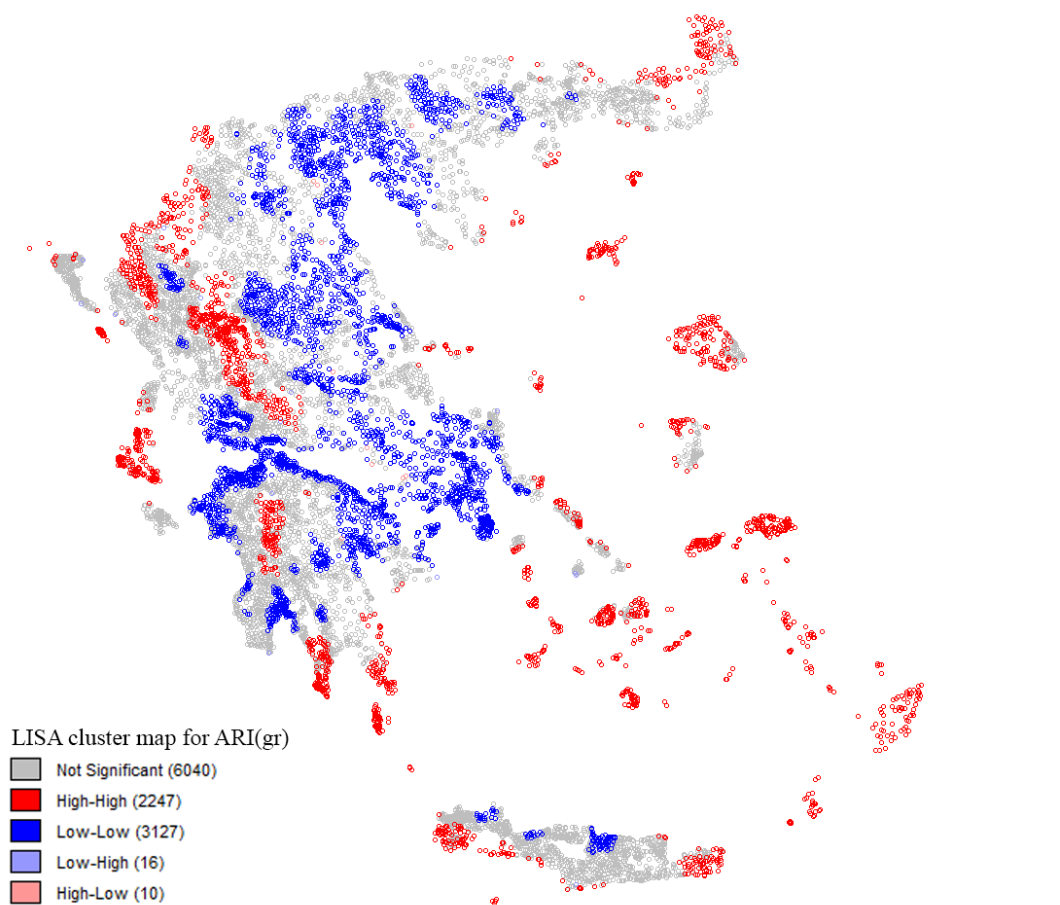 LISA cluster map for ARI(gr)
Not Significant (6040)
High-High (2247)
Low-Low (3127)
Low-High (16)
High-Low (10)